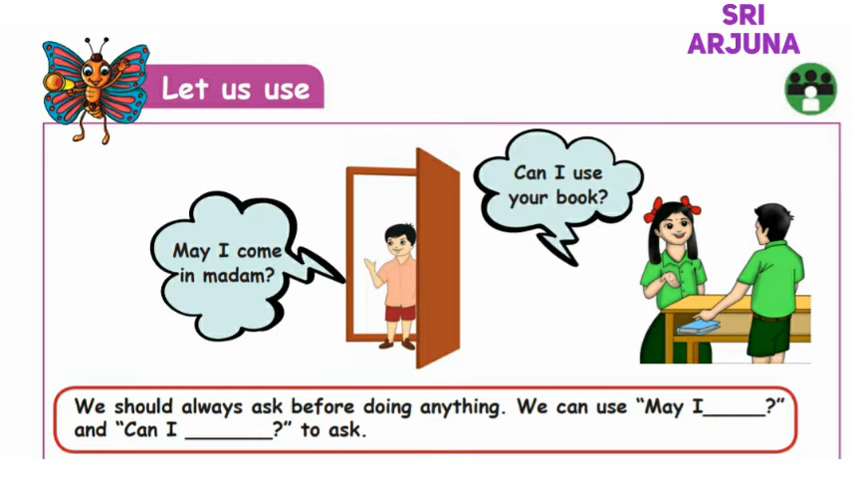 SRI
ARJUNA
Let us use
Can I use
your book?
May I come
in madam?
We should always ask before doing anything. We can use “May I_____?”
and “Can I _______?” to ask.